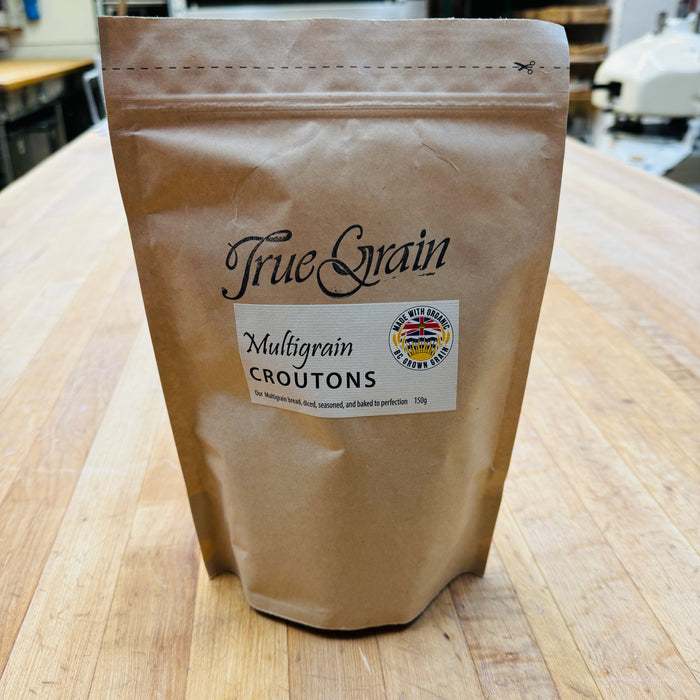 True Grain
Multigrain
CROUTONS
Our Multigrain bread, diced, seasoned, and baked to perfection 150g
MADE WITH ORGANIC
BC GROWN GRAIN